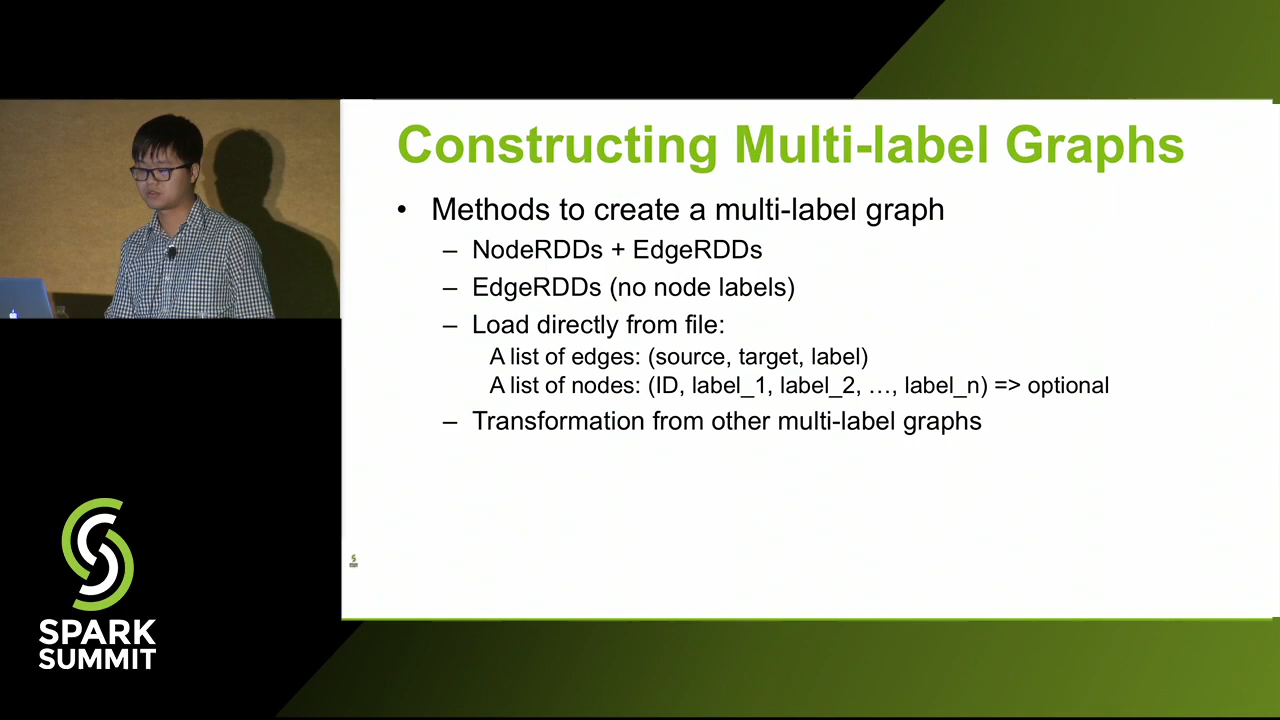 Constructing Multi-label Graphs
• Methods to create a multi-label graph
– NodeRDDs + EdgeRDDs
– EdgeRDDs (no node labels)
– Load directly from file:
A list of edges: (source, target, label)
A list of nodes: (ID, label_1, label_2, …, label_n) => optional
– Transformation from other multi-label graphs
SPARK
SUMMIT